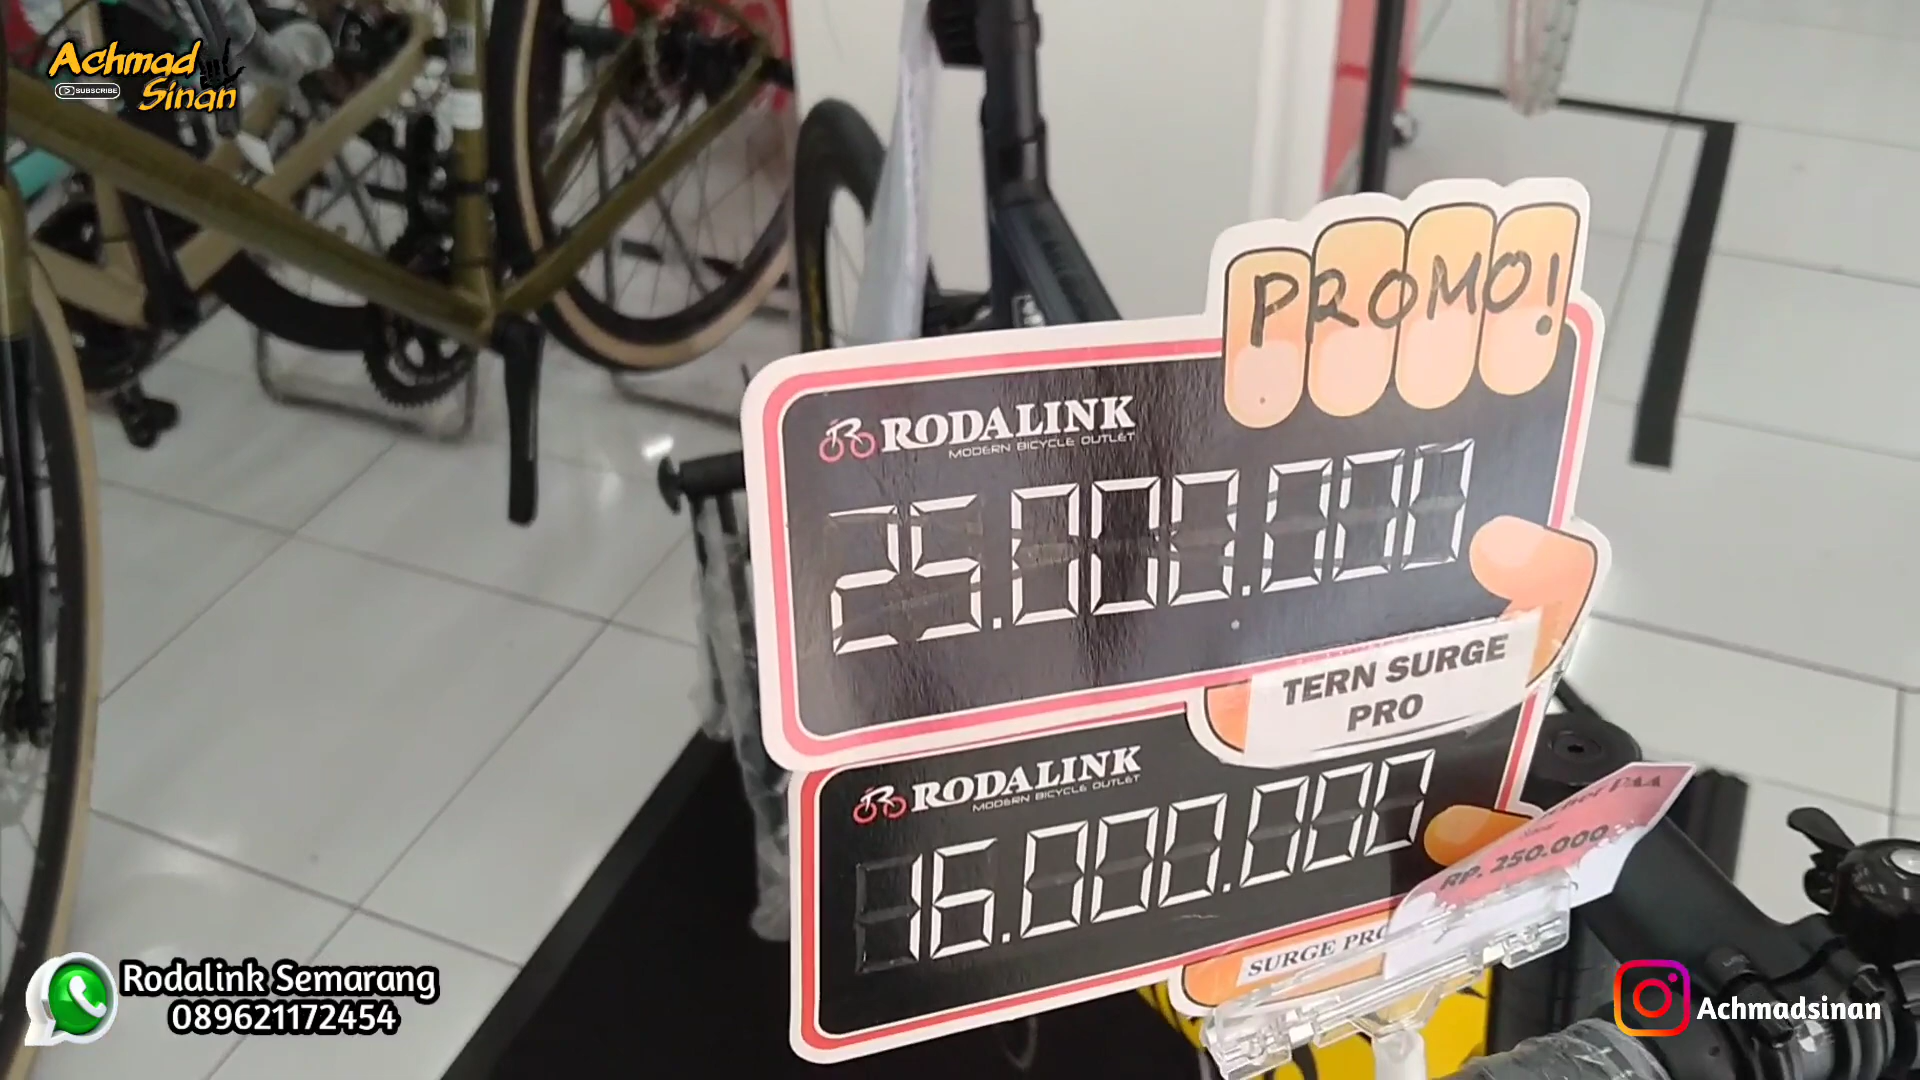 Achmad
SUBSCRIBE
Sinan
PROMO!
RODALINK
MODERN BICYCLE OUTLET
25.000.000
TERN SURGE
PRO
RODALINK
MODERN BICYCLE OUTLET
16.000.000
RP. 250.000
SURGE PRO
Rodalink Semarang
089621172454
Achmadsinan